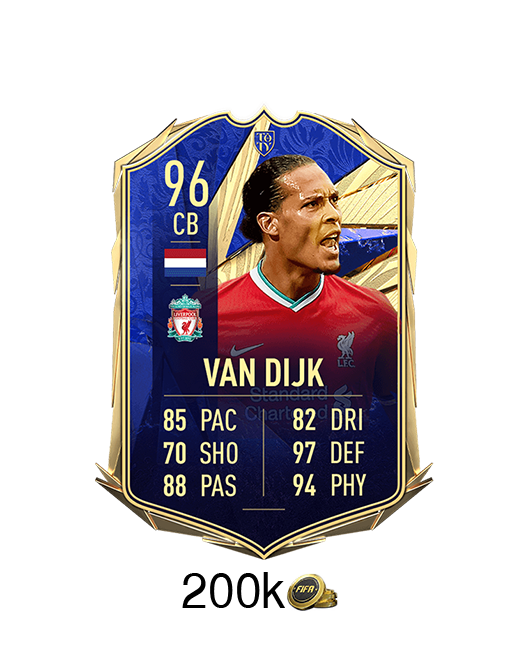 TOTY
96
CB
LIVERPOOL
L.F.C.
VAN DIJK
Standard
Chartered
85 PAC 82 DRI
70 SHO 97 DEF
88 PAS 94 PHY
200k
FIFA